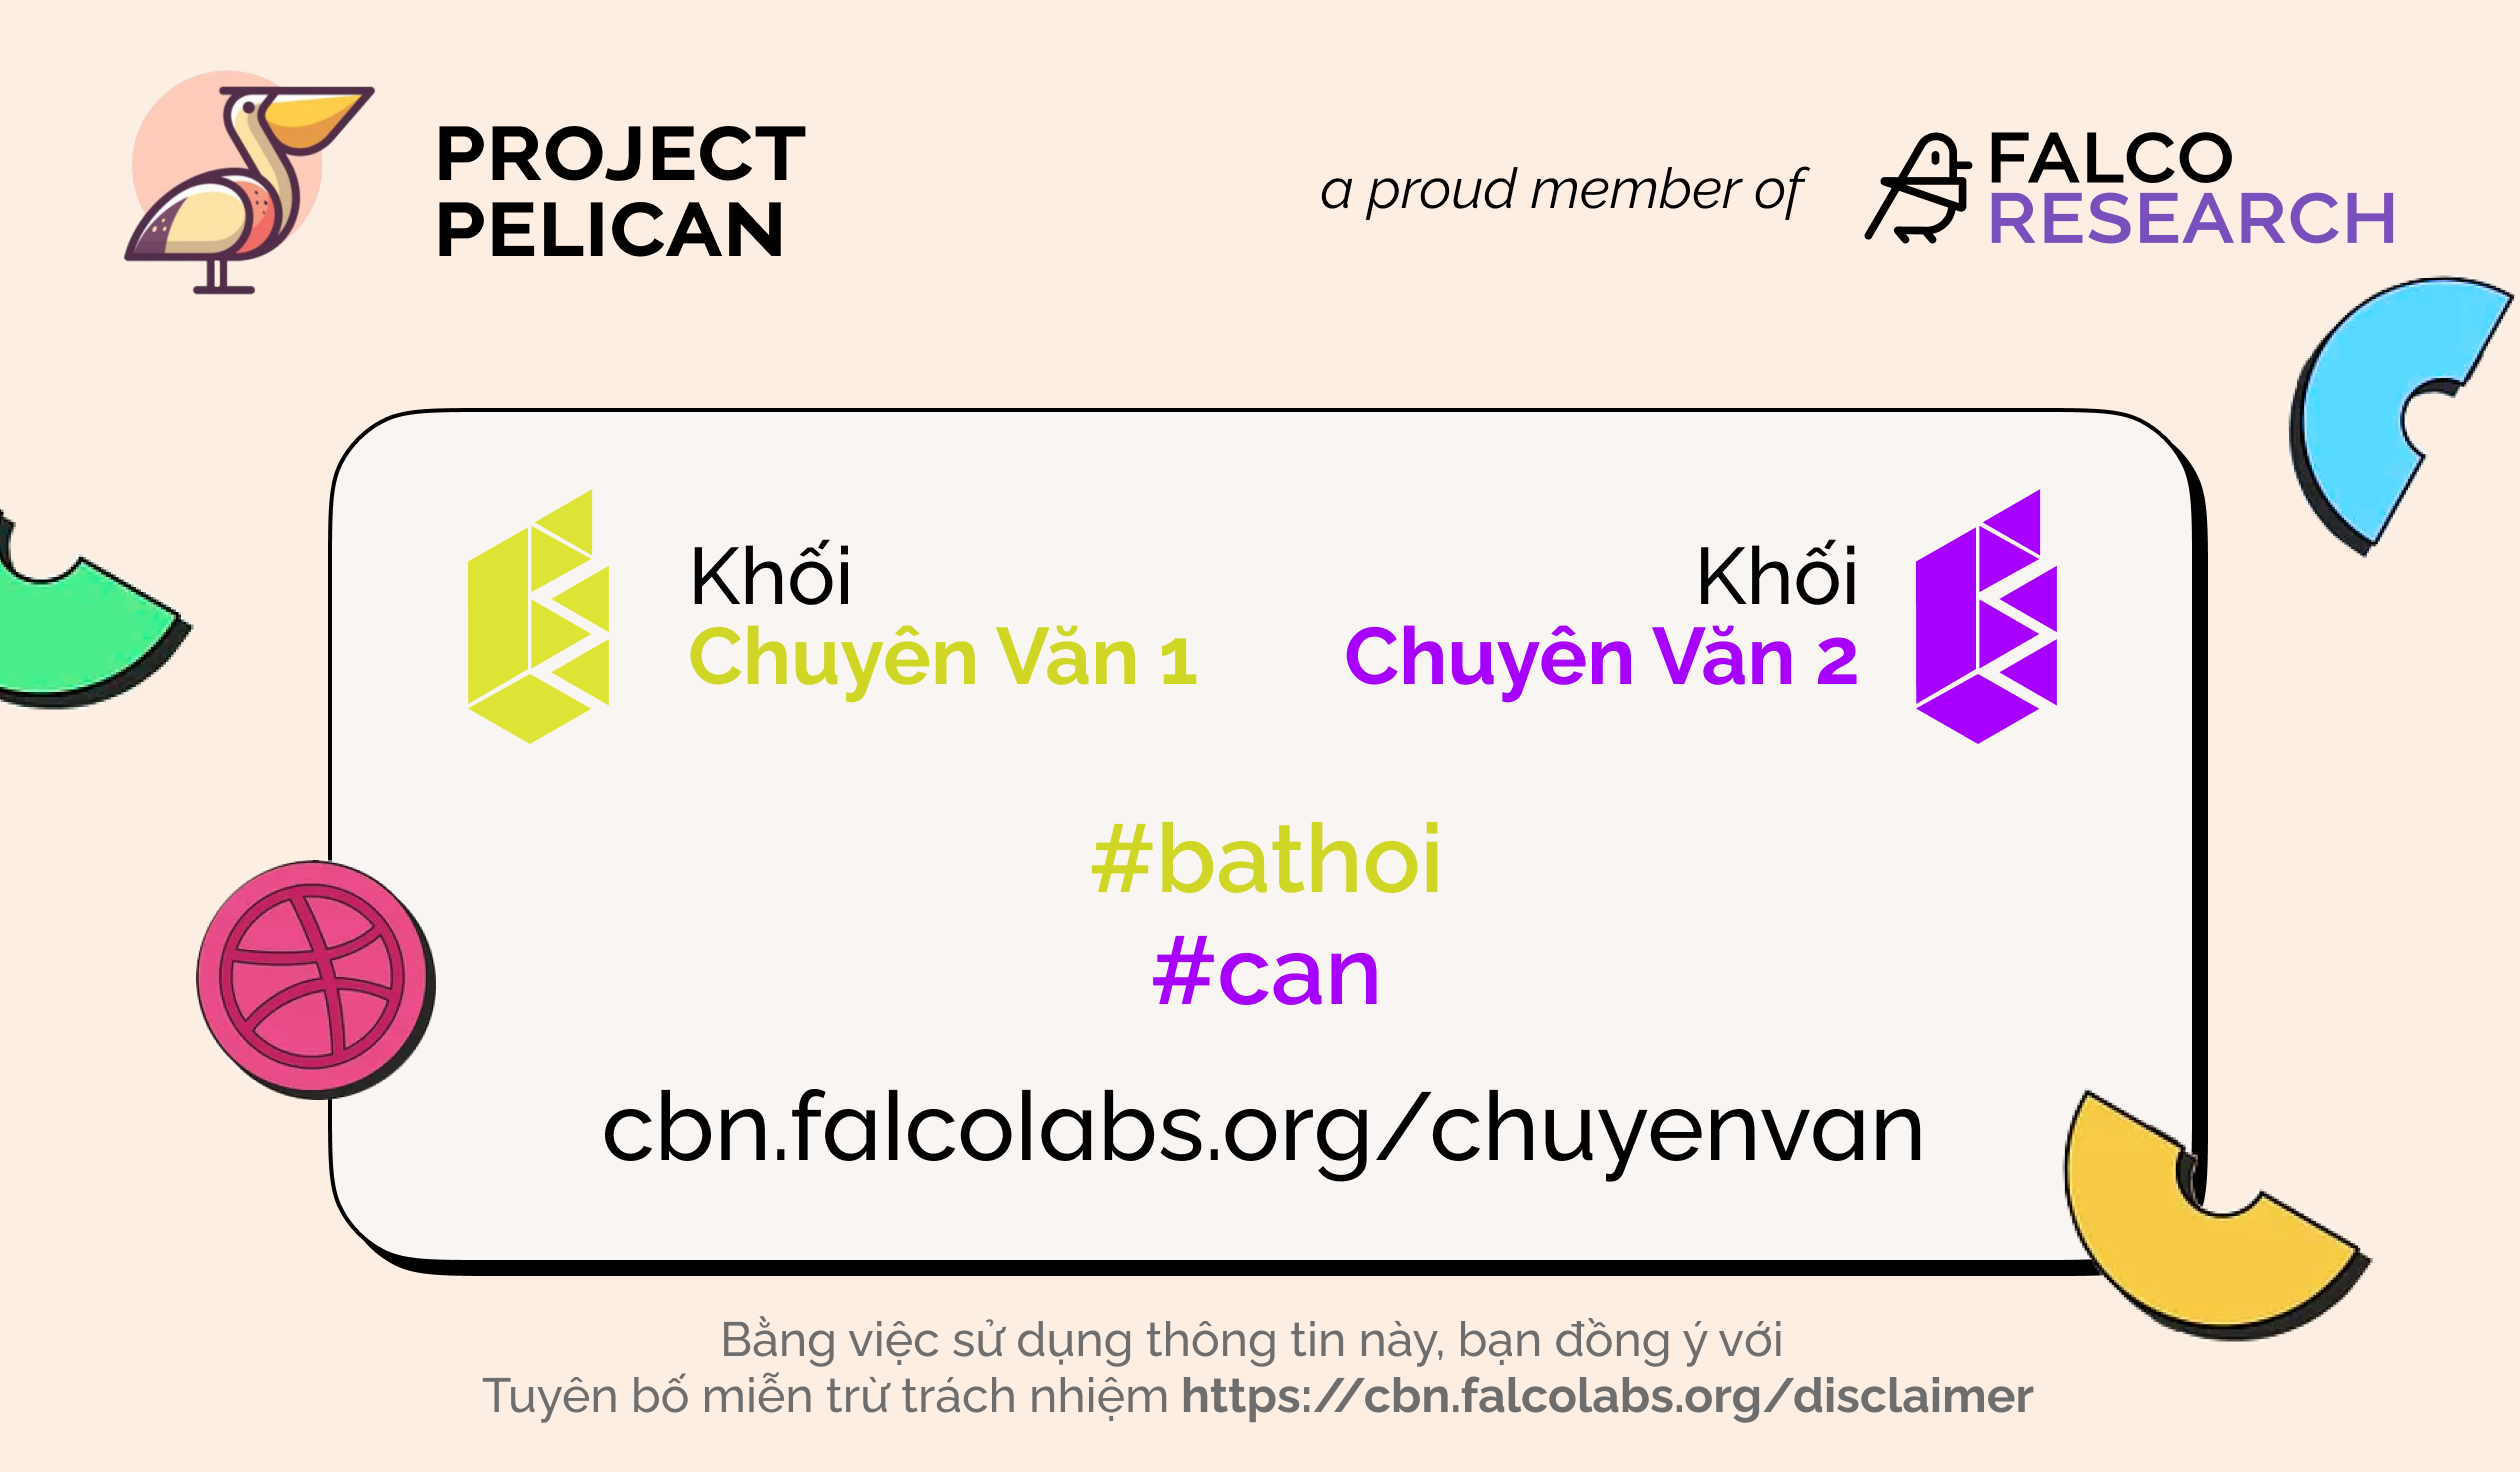 PROJECT
PELICAN
a proud member of
FALCO
RESEARCH
Khối
Chuyên Văn 1
Khối
Chuyên Văn 2
#bathoi
#can
cbn.falcolabs.org/chuyenvan
Bằng việc sử dụng thông tin này, bạn đồng ý với
Tuyên bố miễn trừ trách nhiệm https://cbn.falcolabs.org/disclaimer